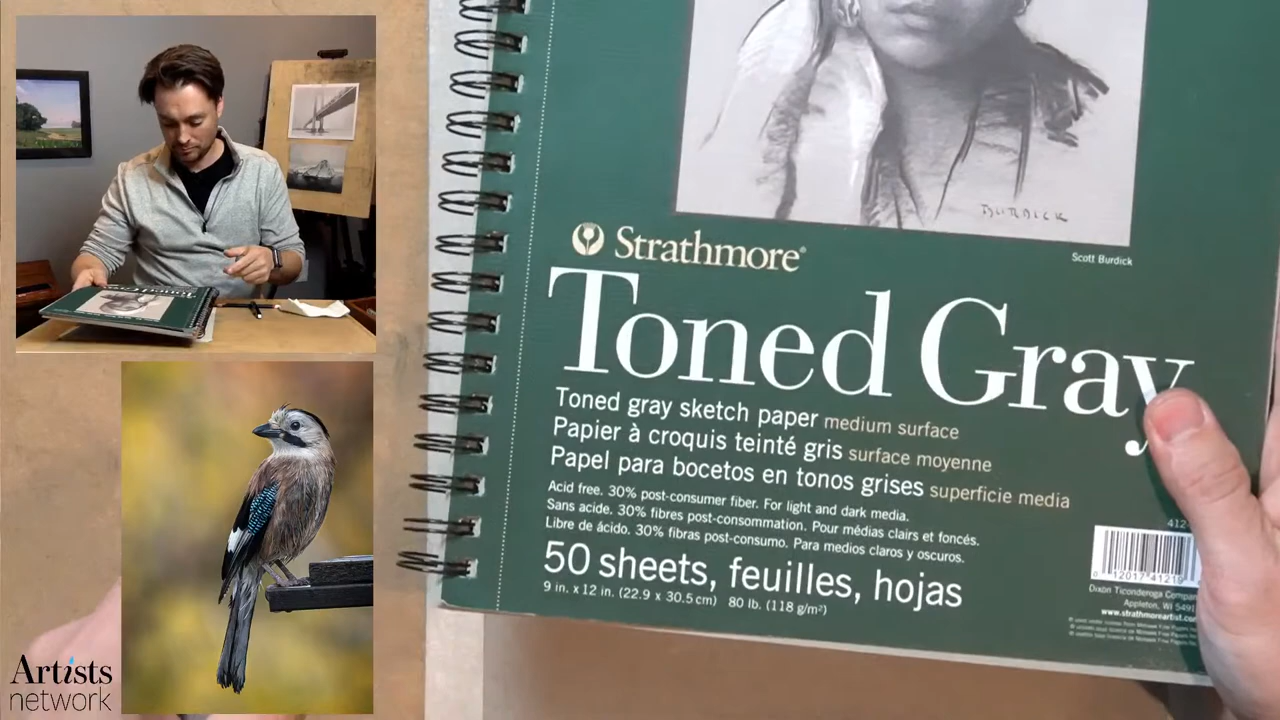 BURDICK
Scott Burdick
Strathmore®
Toned Gray
Toned gray sketch paper medium surface
Papier à croquis teinté gris surface moyenne
Papel para bocetos en tonos grises superficie media
Acid free. 30% post-consumer fiber. For light and dark media.
Sans acide. 30% fibres post-consommation. Pour médias clairs et foncés.
Libre de ácido. 30% fibras post-consumo. Para medios claros y oscuros.
50 sheets, feuilles, hojas
9 in. x 12 in. (22.9 x 30.5 cm) 80 lb. (118 g/m²)
412-
0 12017 41219
Dixon Ticonderoga
Appleton, WI
www.strathmoreartist.com
Artists
network